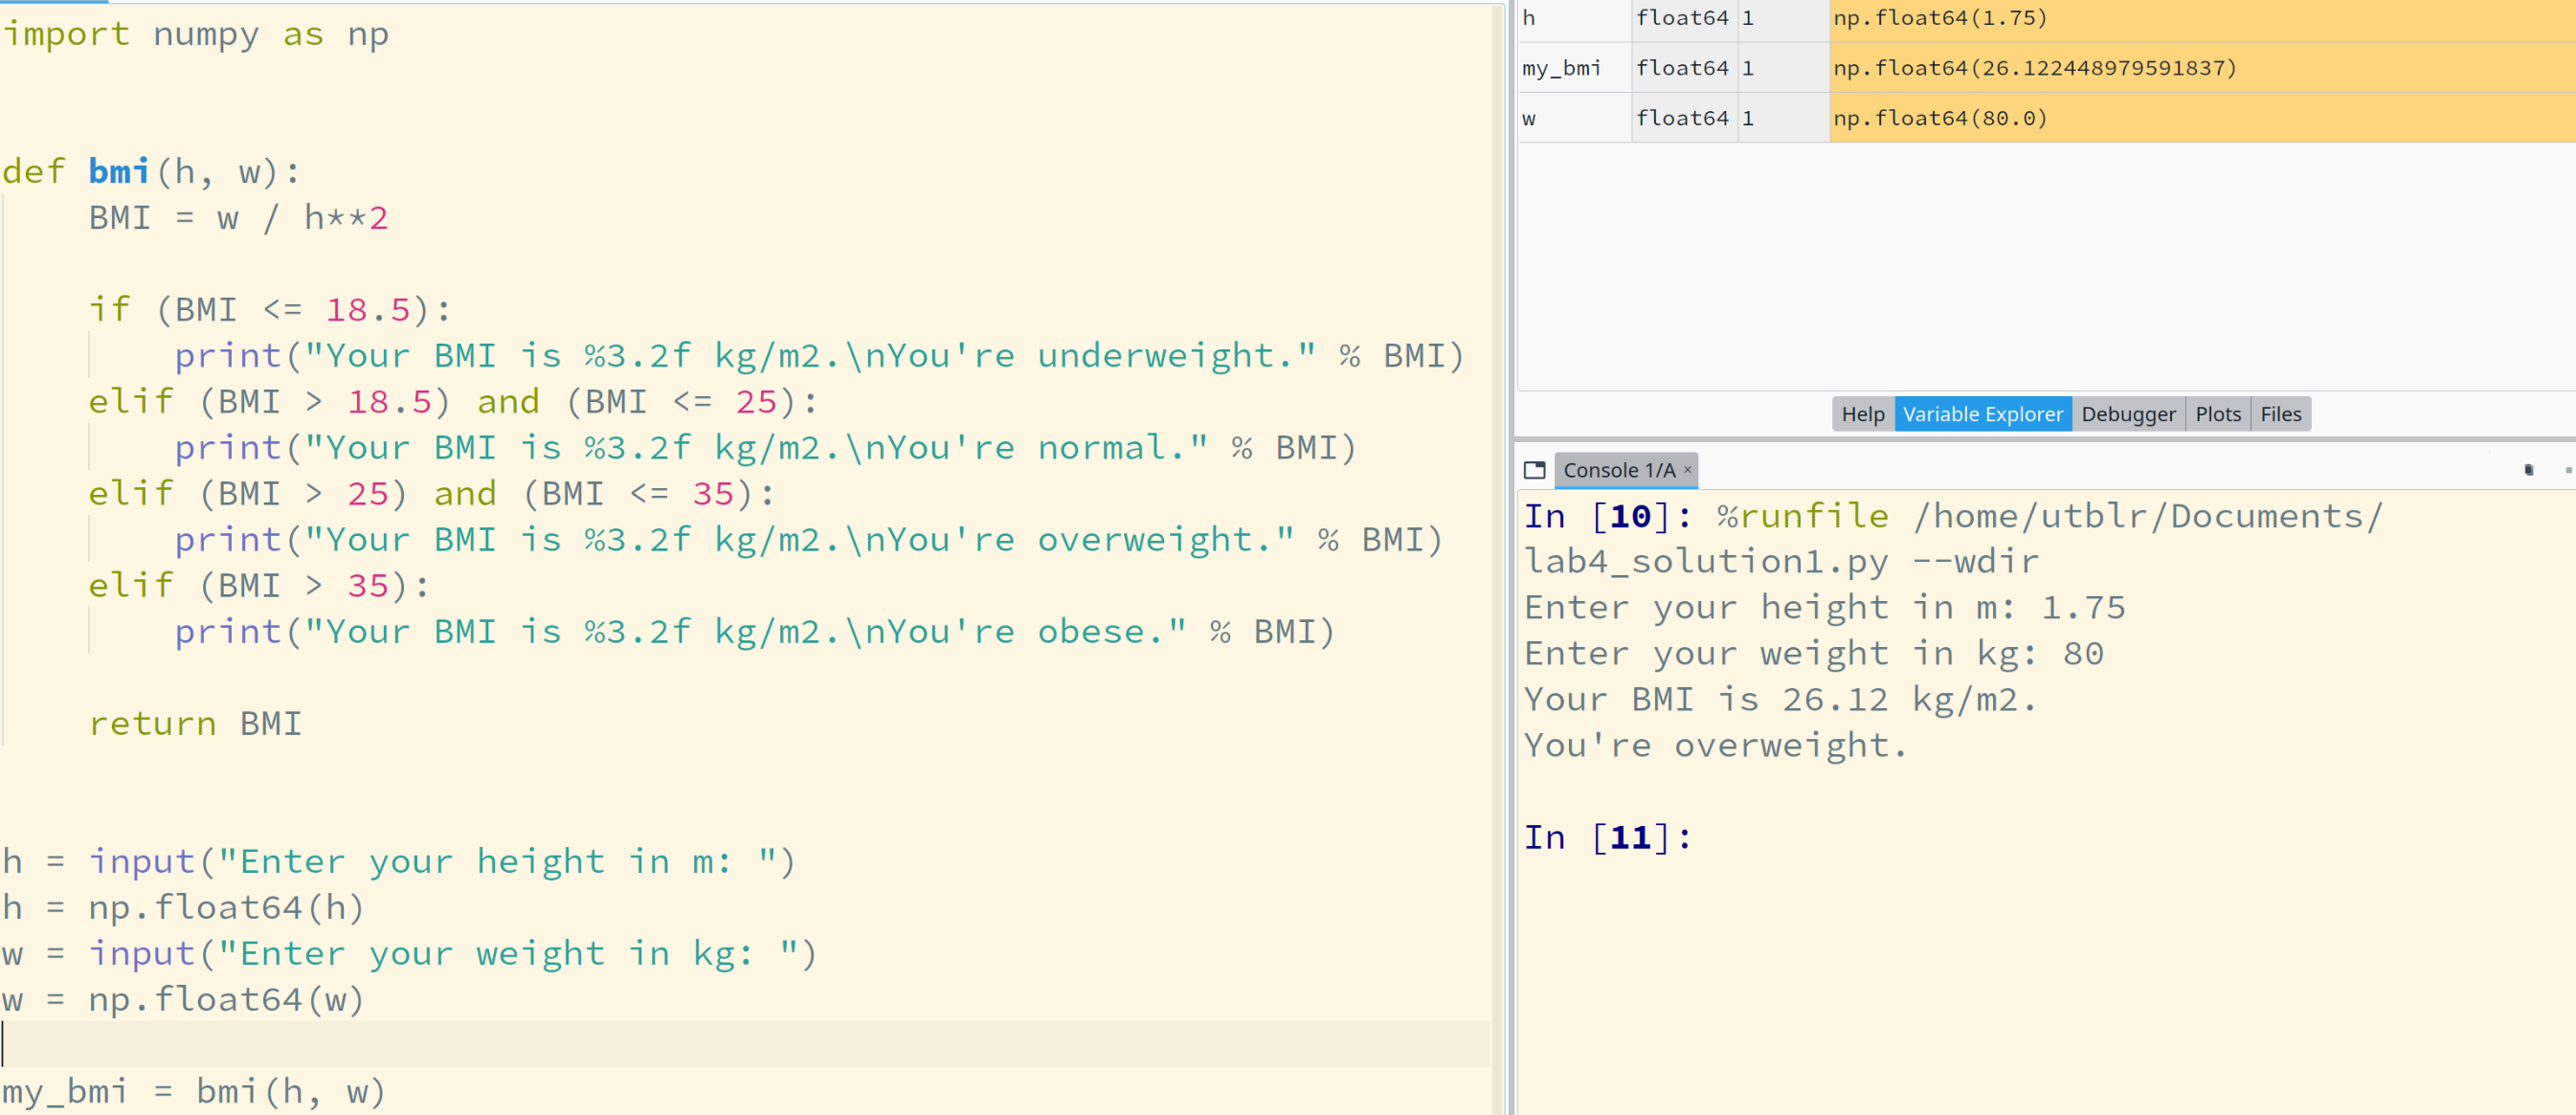 import numpy as np
def bmi(h, w):
    BMI = w / h**2
    if (BMI <= 18.5):
        print("Your BMI is %3.2f kg/m2.\nYou're underweight." % BMI)
    elif (BMI > 18.5) and (BMI <= 25):
        print("Your BMI is %3.2f kg/m2.\nYou're normal." % BMI)
    elif (BMI > 25) and (BMI <= 35):
        print("Your BMI is %3.2f kg/m2.\nYou're overweight." % BMI)
    elif (BMI > 35):
        print("Your BMI is %3.2f kg/m2.\nYou're obese." % BMI)
    return BMI
h = input("Enter your height in m: ")
h = np.float64(h)
w = input("Enter your weight in kg: ")
w = np.float64(w)
my_bmi = bmi(h, w)
h float64 1 np.float64(1.75)
my_bmi float64 1 np.float64(26.122448979591837)
w float64 1 np.float64(80.0)
Help Variable Explorer Debugger Plots Files
Console 1/A ×
In [10]: %runfile /home/utblr/Documents/
lab4_solution1.py --wdir
Enter your height in m: 1.75
Enter your weight in kg: 80
Your BMI is 26.12 kg/m2.
You're overweight.
In [11]: